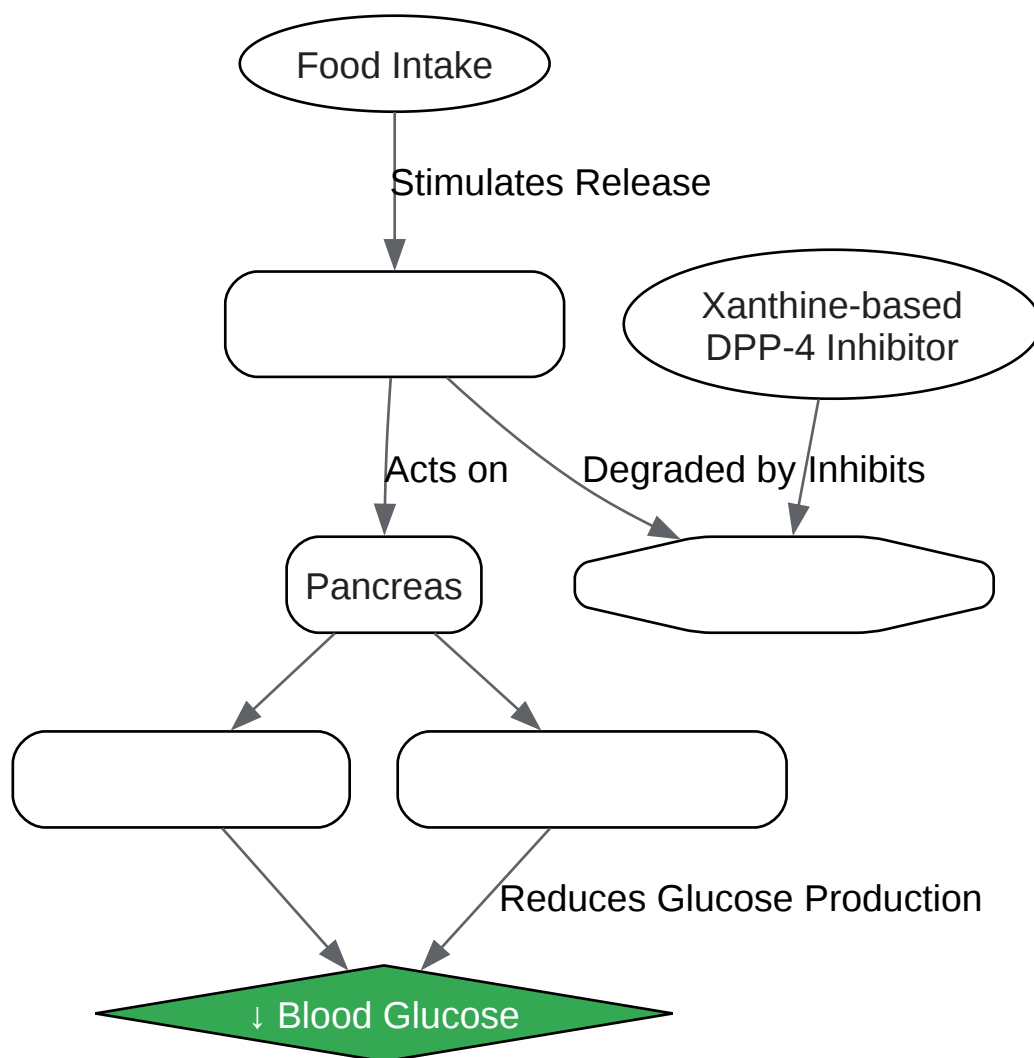 Food Intake
Stimulates Release
Xanthine-based
DPP-4 Inhibitor
Acts on
Degraded by
Inhibits
Pancreas
Reduces Glucose Production
↓ Blood Glucose